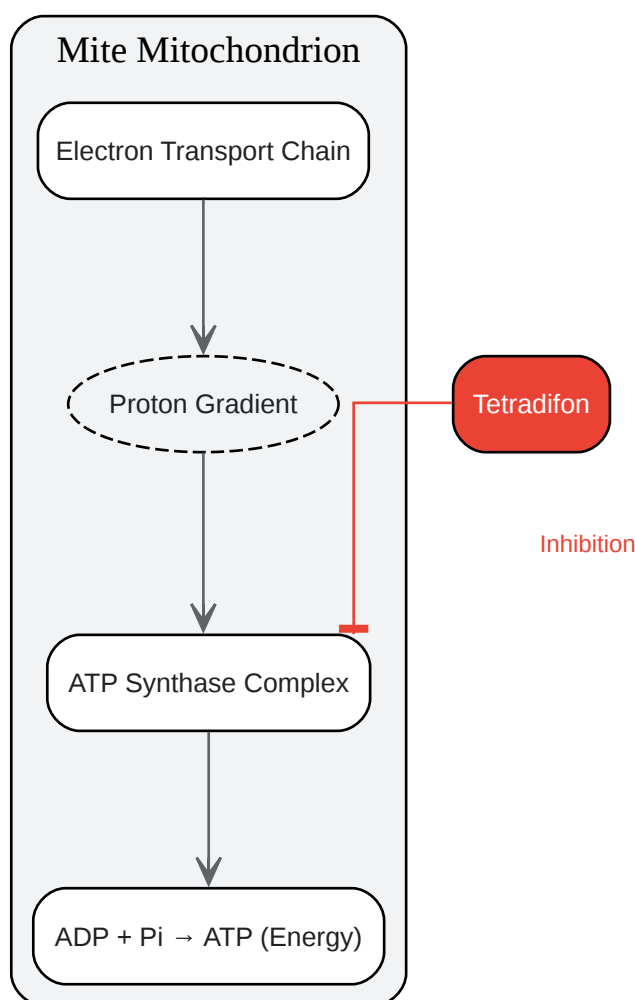 Mite Mitochondrion
Electron Transport Chain
Proton Gradient
Tetradifon
Inhibition
ATP Synthase Complex
ADP + Pi → ATP (Energy)